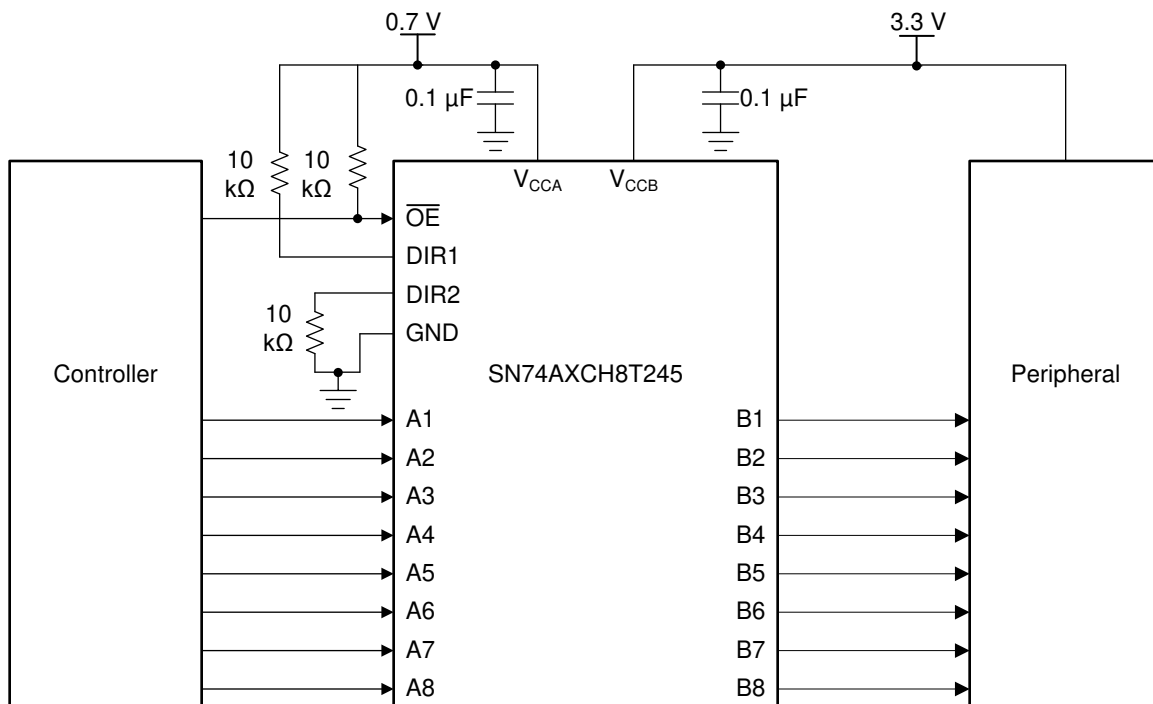 0.7 V
3.3 V
0.1 µF
0.1 µF
10
kΩ
10
kΩ
VCCA
VCCB
OE
DIR1
DIR2
10
kΩ
GND
Controller
SN74AXCH8T245
Peripheral
A1
B1
A2
B2
A3
B3
A4
B4
A5
B5
A6
B6
A7
B7
A8
B8